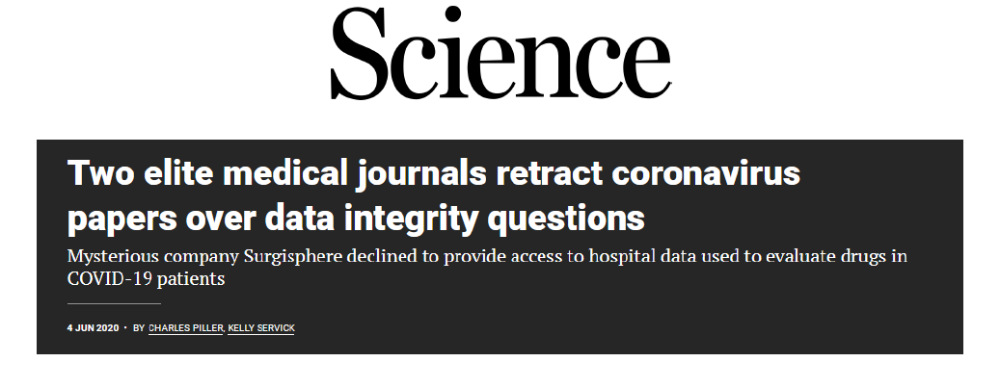 Science
Two elite medical journals retract coronavirus
papers over data integrity questions
Mysterious company Surgisphere declined to provide access to hospital data used to evaluate drugs in
COVID-19 patients
4 JUN 2020 • BY CHARLES PILLER, KELLY SERVICK